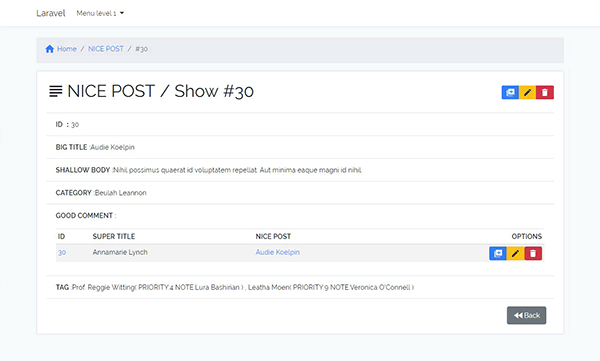 Laravel Menu level 1
Home / NICE POST / #30
NICE POST / Show #30
ID : 30
BIG TITLE :Audie Koelpin
SHALLOW BODY :Nihil possimus quaerat id voluptatem repellat. Aut minima eaque magni id nihil.
CATEGORY :Beulah Leannon
GOOD COMMENT :
ID SUPER TITLE NICE POST OPTIONS
30 Annamarie Lynch Audie Koelpin
TAG :Prof. Reggie Witting( PRIORITY:4 NOTE:Lura Bashirian ) , Leatha Moen( PRIORITY:9 NOTE:Veronica O'Connell )
Back